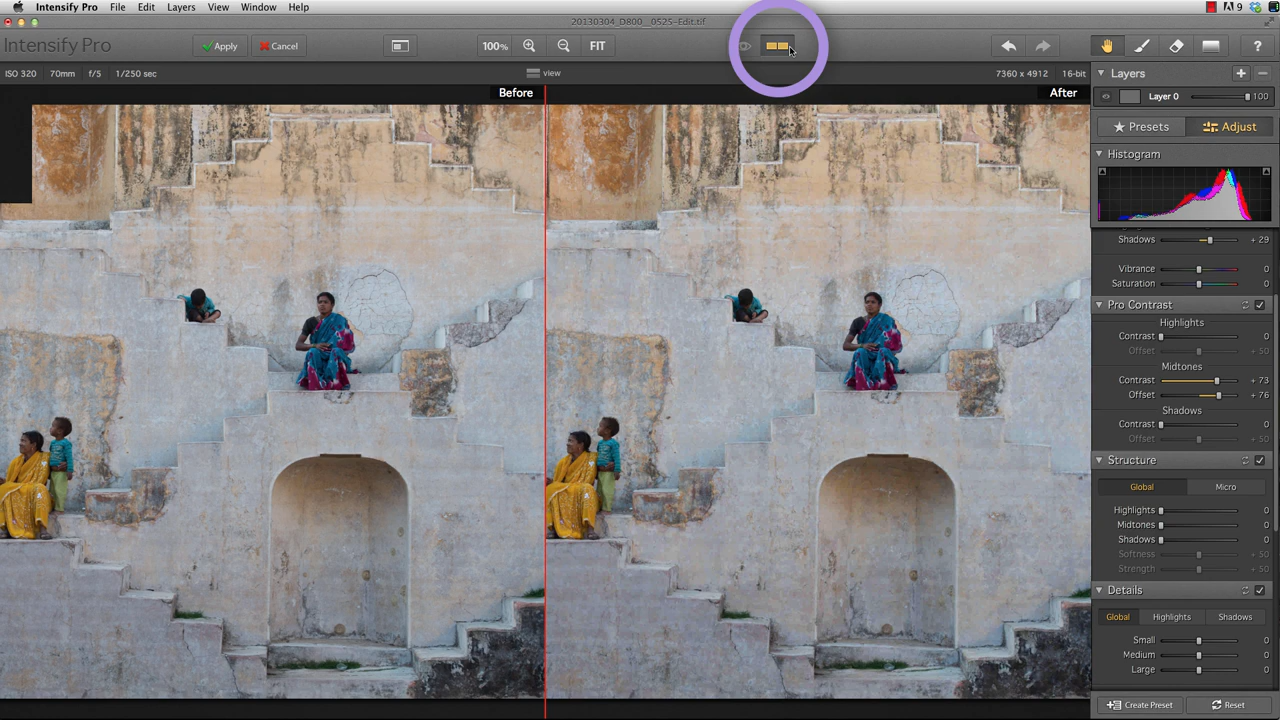 Intensify Pro File Edit Layers View Window Help 9
20130304_D800__0525-Edit.tif
Intensify Pro Apply Cancel 100% FIT ?
ISO 320 70mm f/5 1/250 sec view 7360 x 4912 16-bit
Before After
Layers
Layer 0 100
Presets Adjust
Histogram
Shadows + 29
Vibrance 0
Saturation 0
Pro Contrast
Highlights
Contrast 0
Offset + 50
Midtones
Contrast + 73
Offset + 76
Shadows
Contrast 0
Offset + 50
Structure
Global Micro
Highlights 0
Midtones 0
Shadows 0
Softness + 50
Strength + 50
Details
Global Highlights Shadows
Small 0
Medium 0
Large 0
Create Preset Reset